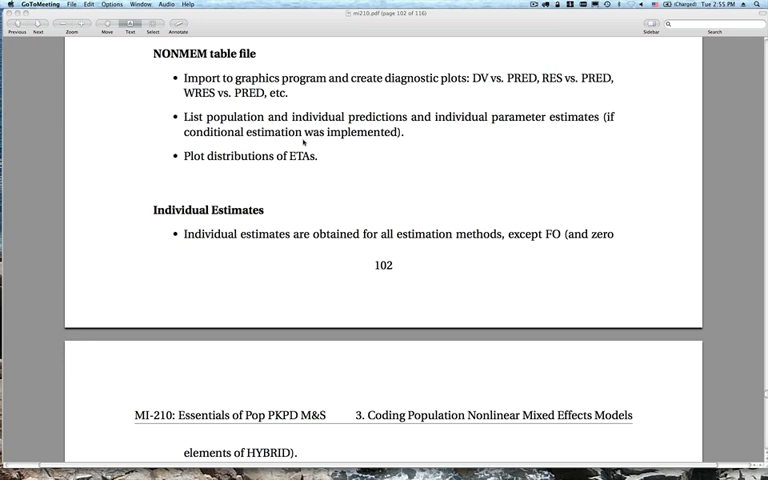 GoToMeeting File Edit Options Window Audio Help (Charged) Tue 2:55 PM
mi210.pdf (page 102 of 116)
Previous Next Zoom Move Text Select Annotate Sidebar Search
NONMEM table file
• Import to graphics program and create diagnostic plots: DV vs. PRED, RES vs. PRED,
WRES vs. PRED, etc.
• List population and individual predictions and individual parameter estimates (if
conditional estimation was implemented).
• Plot distributions of ETAs.
Individual Estimates
• Individual estimates are obtained for all estimation methods, except FO (and zero
102
MI-210: Essentials of Pop PKPD M&S 3. Coding Population Nonlinear Mixed Effects Models
elements of HYBRID).